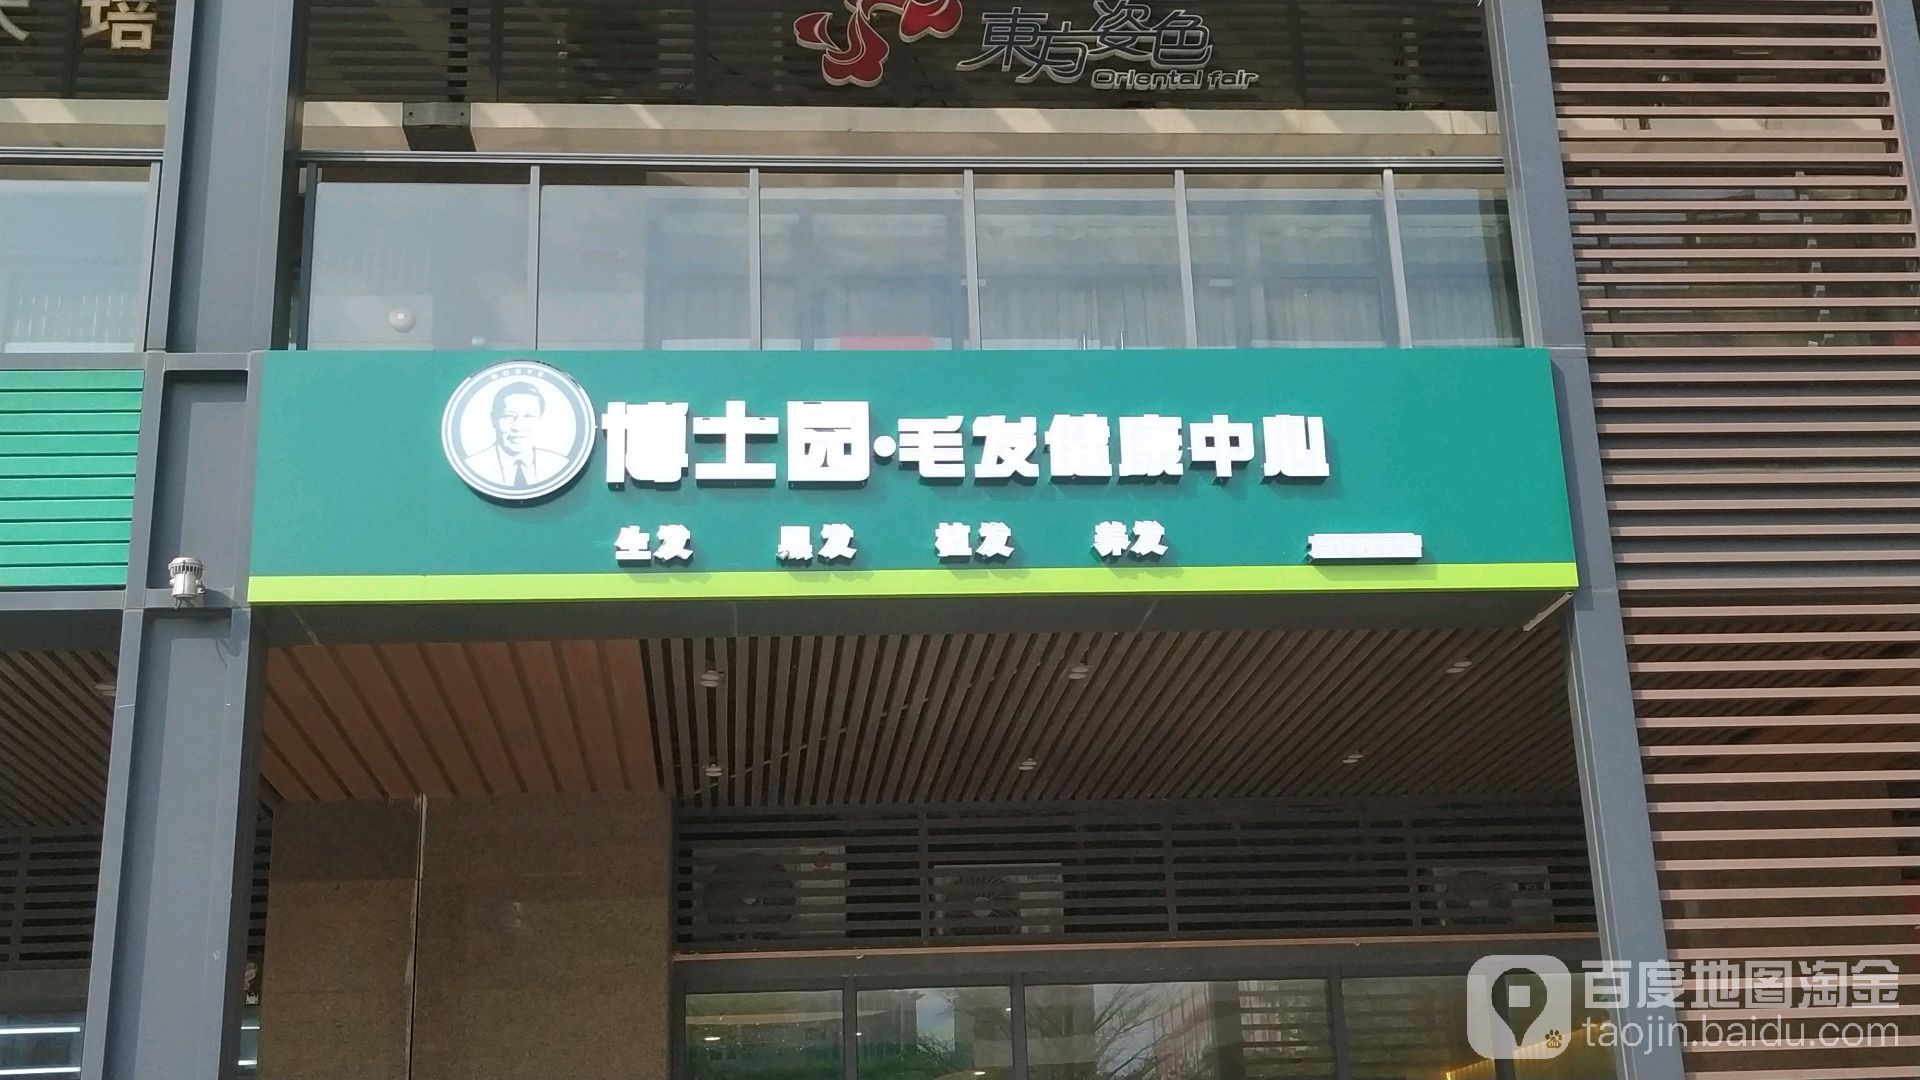 培
東方姿色
Oriental fair
博士园·毛发健康中心
生发 黑发 植发 养发
百度地图淘金
taojin.baidu.com